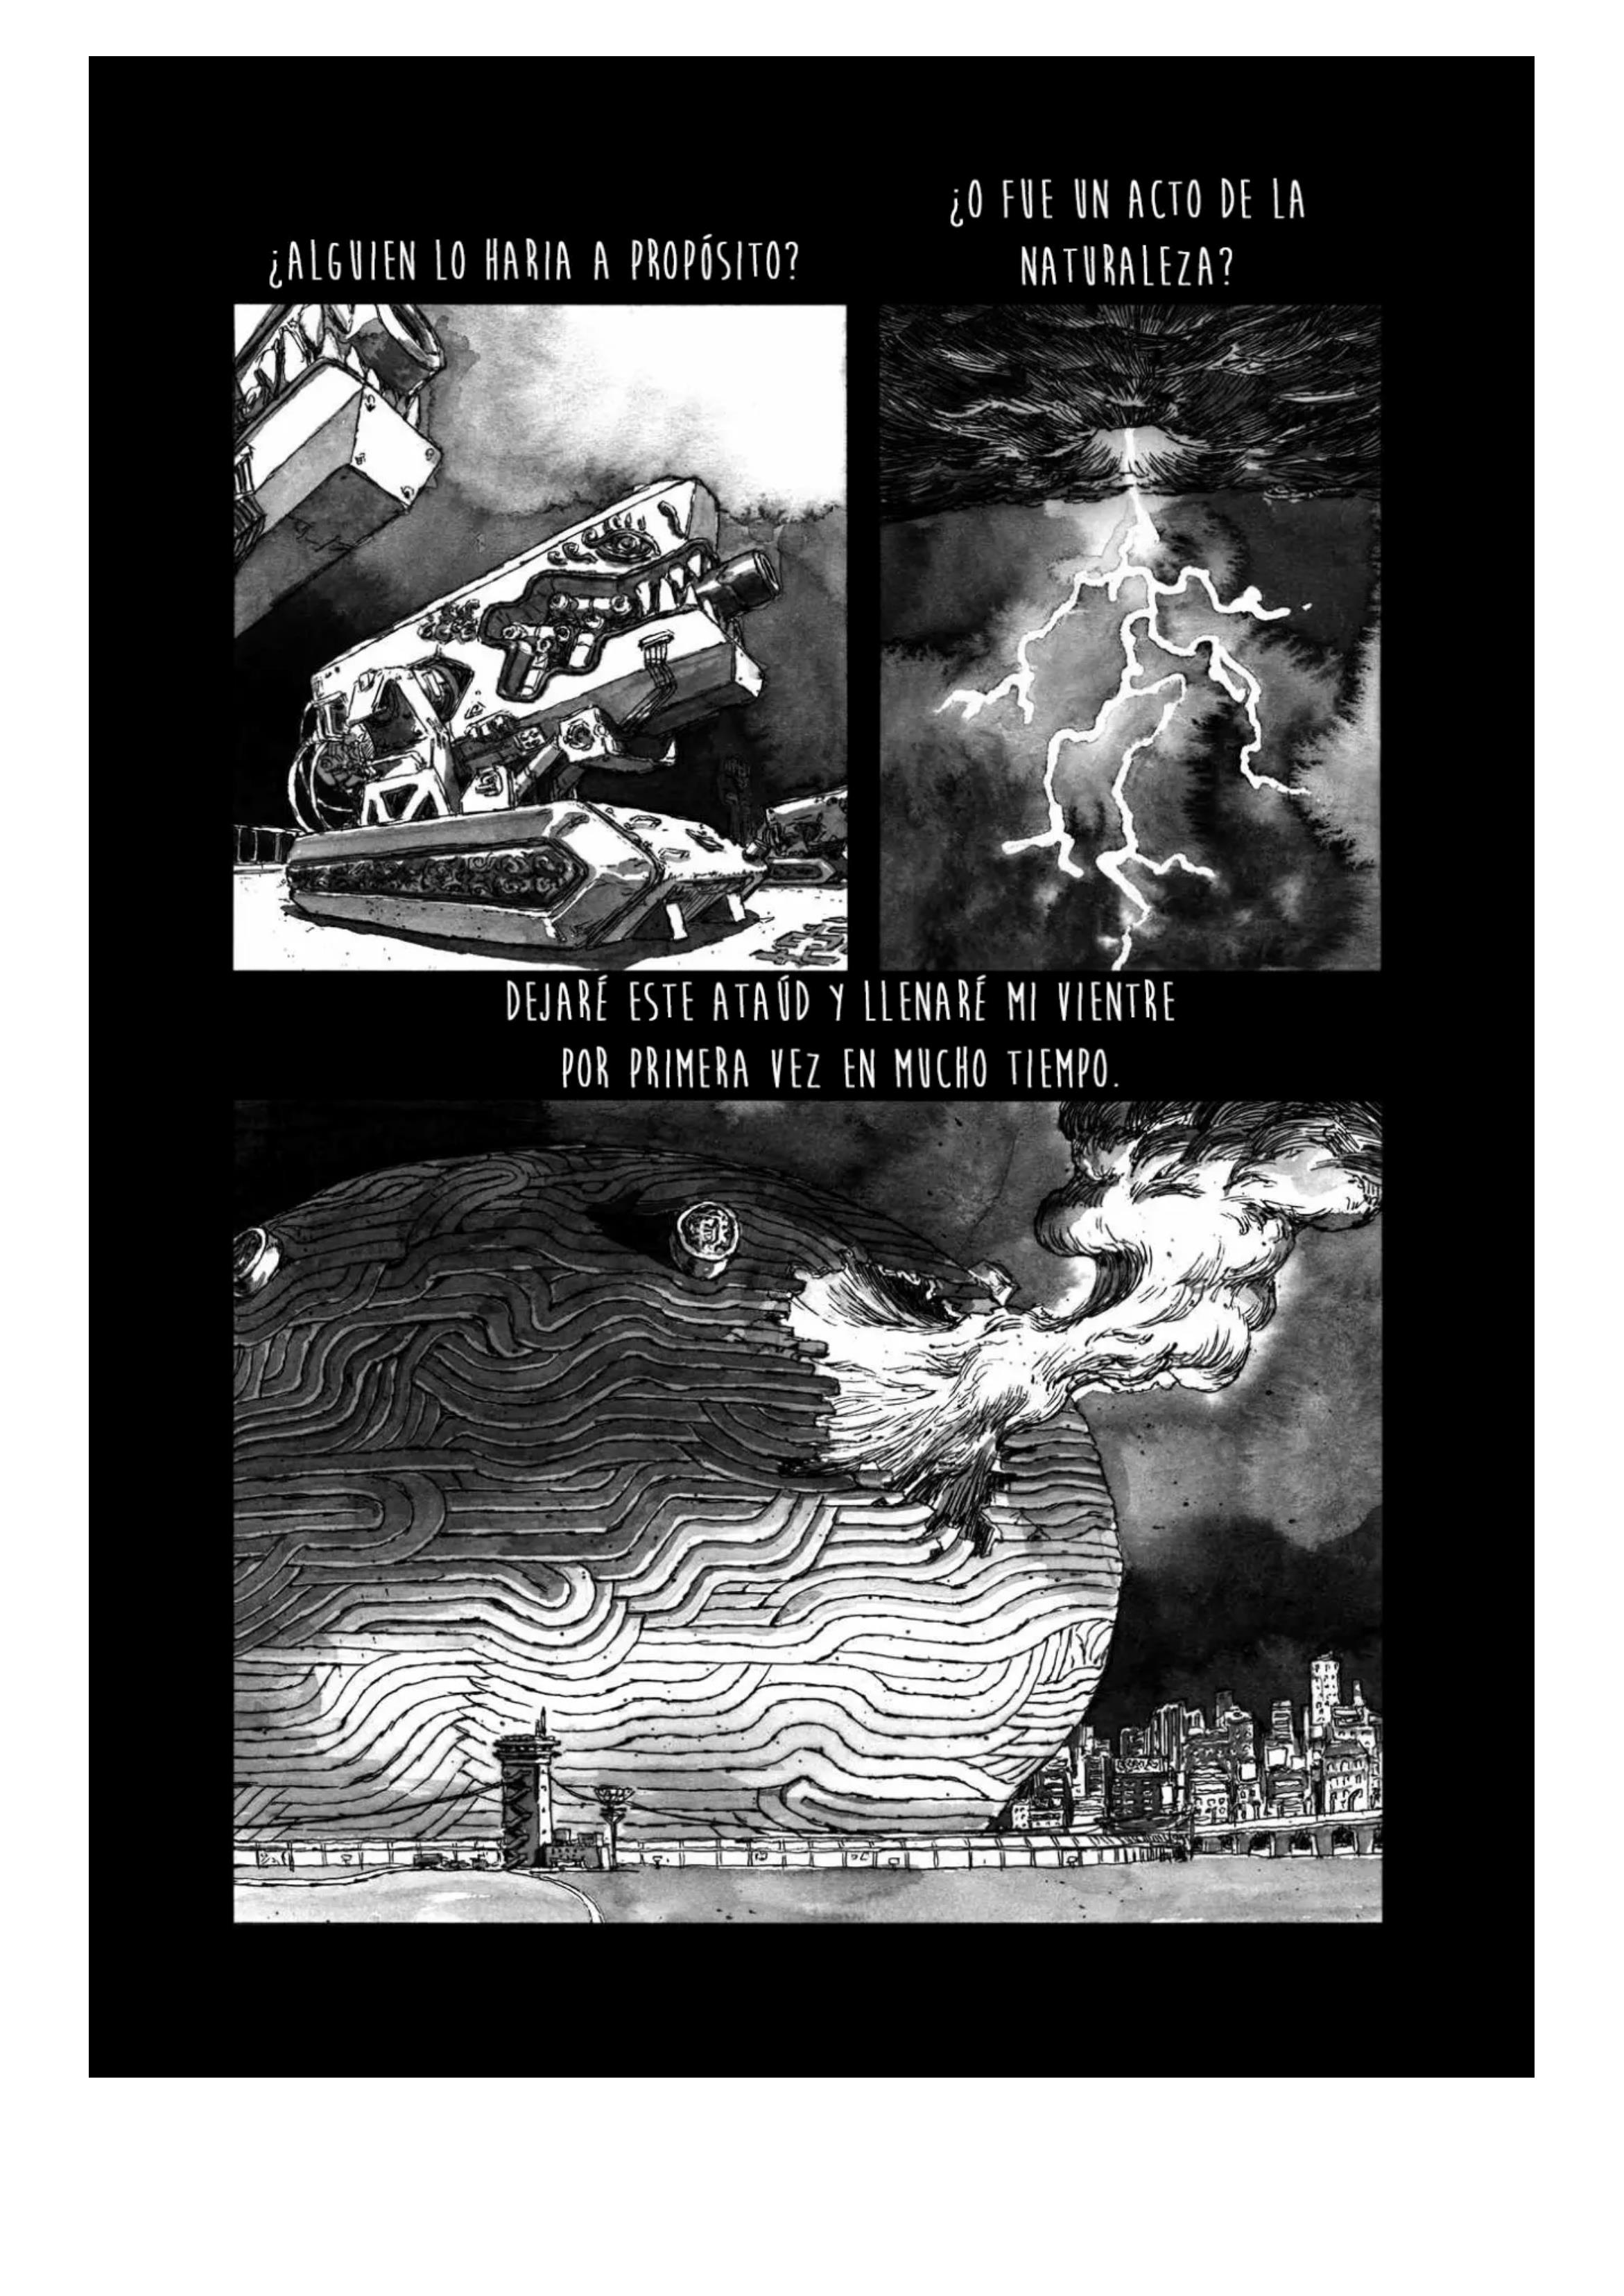 ¿ALGUIEN LO HARIA A PROPÓSITO?
¿O FUE UN ACTO DE LA
NATURALEZA?
DEJARÉ ESTE ATAÚD Y LLENARÉ MI VIENTRE
POR PRIMERA VEZ EN MUCHO TIEMPO.